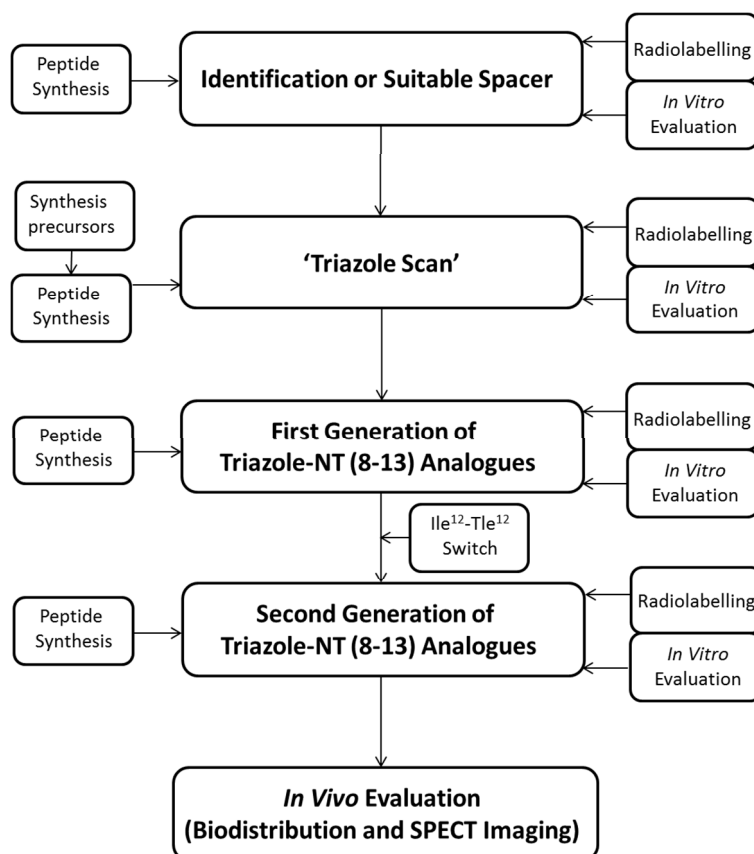 Peptide
Synthesis
Identification or Suitable Spacer
Radiolabelling
In Vitro
Evaluation
Synthesis
precursors
Peptide
Synthesis
‘Triazole Scan’
Radiolabelling
In Vitro
Evaluation
Peptide
Synthesis
First Generation of
Triazole-NT (8-13) Analogues
Radiolabelling
In Vitro
Evaluation
Ile¹²-Tle¹²
Switch
Peptide
Synthesis
Second Generation of
Triazole-NT (8-13) Analogues
Radiolabelling
In Vitro
Evaluation
In Vivo Evaluation
(Biodistribution and SPECT Imaging)